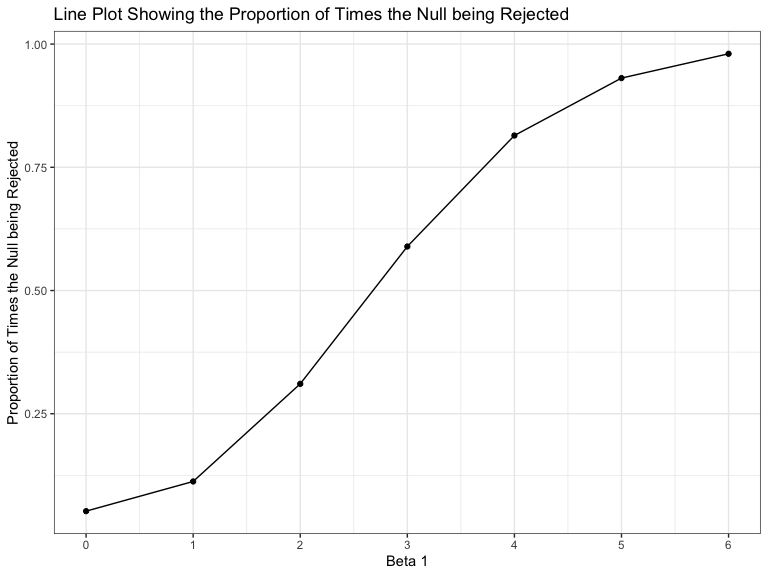 Line Plot Showing the Proportion of Times the Null being Rejected
Proportion of Times the Null being Rejected
1.00
0.75
0.50
0.25
0 1 2 3 4 5 6
Beta 1